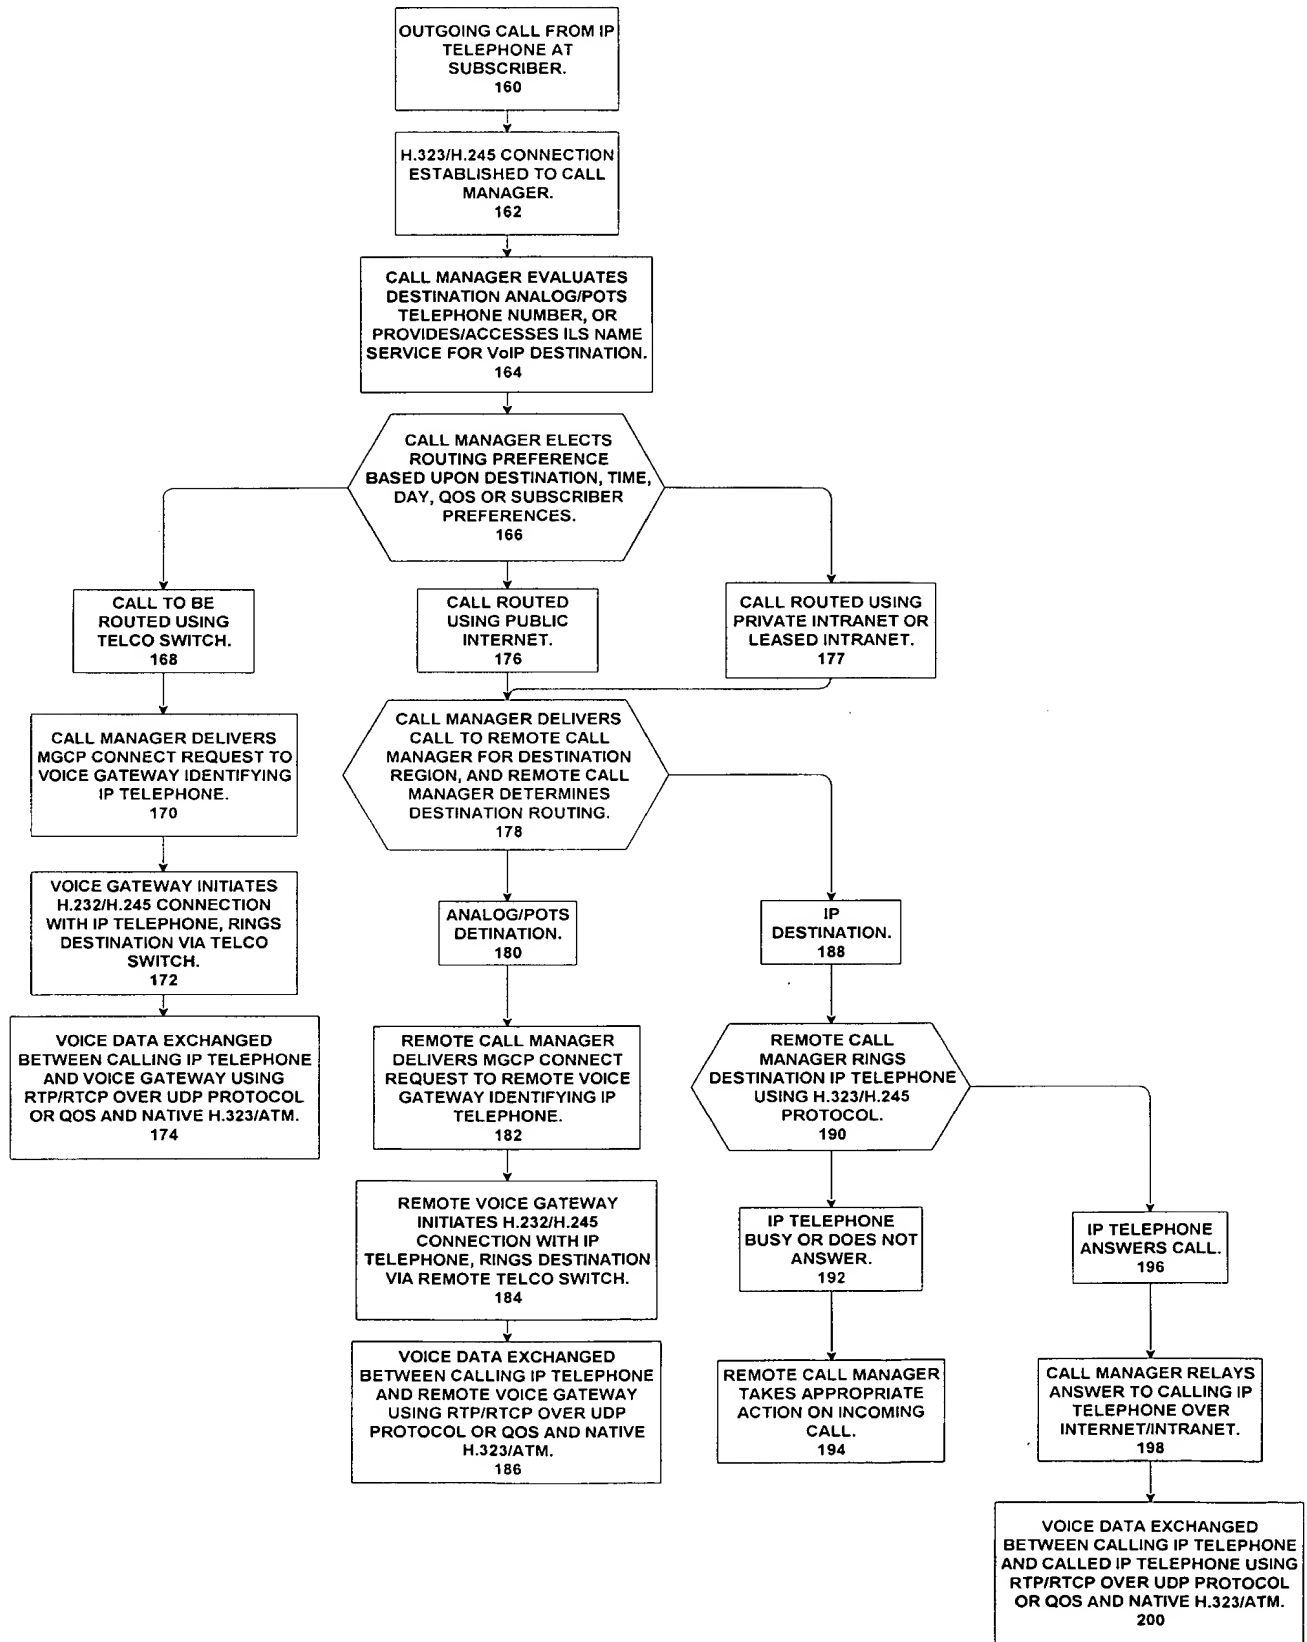 OUTGOING CALL FROM IP
TELEPHONE AT
SUBSCRIBER.
160
H.323/H.245 CONNECTION
ESTABLISHED TO CALL
MANAGER.
162
CALL MANAGER EVALUATES
DESTINATION ANALOG/POTS
TELEPHONE NUMBER, OR
PROVIDES/ACCESSES ILS NAME
SERVICE FOR VoIP DESTINATION.
164
CALL MANAGER ELECTS
ROUTING PREFERENCE
BASED UPON DESTINATION, TIME,
DAY, QOS OR SUBSCRIBER
PREFERENCES.
166
CALL TO BE
ROUTED USING
TELCO SWITCH.
168
CALL ROUTED
USING PUBLIC
INTERNET.
176
CALL ROUTED USING
PRIVATE INTRANET OR
LEASED INTRANET.
177
CALL MANAGER DELIVERS
MGCP CONNECT REQUEST TO
VOICE GATEWAY IDENTIFYING
IP TELEPHONE.
170
CALL MANAGER DELIVERS
CALL TO REMOTE CALL
MANAGER FOR DESTINATION
REGION, AND REMOTE CALL
MANAGER DETERMINES
DESTINATION ROUTING.
178
VOICE GATEWAY INITIATES
H.232/H.245 CONNECTION
WITH IP TELEPHONE, RINGS
DESTINATION VIA TELCO
SWITCH.
172
ANALOG/POTS
DETINATION.
180
IP
DESTINATION.
188
VOICE DATA EXCHANGED
BETWEEN CALLING IP TELEPHONE
AND VOICE GATEWAY USING
RTP/RTCP OVER UDP PROTOCOL
OR QOS AND NATIVE H.323/ATM.
174
REMOTE CALL MANAGER
DELIVERS MGCP CONNECT
REQUEST TO REMOTE VOICE
GATEWAY IDENTIFYING IP
TELEPHONE.
182
REMOTE CALL
MANAGER RINGS
DESTINATION IP TELEPHONE
USING H.323/H.245
PROTOCOL.
190
REMOTE VOICE GATEWAY
INITIATES H.232/H.245
CONNECTION WITH IP
TELEPHONE, RINGS DESTINATION
VIA REMOTE TELCO SWITCH.
184
IP TELEPHONE
BUSY OR DOES NOT
ANSWER.
192
IP TELEPHONE
ANSWERS CALL.
196
VOICE DATA EXCHANGED
BETWEEN CALLING IP TELEPHONE
AND REMOTE VOICE GATEWAY
USING RTP/RTCP OVER UDP
PROTOCOL OR QOS AND NATIVE
H.323/ATM.
186
REMOTE CALL MANAGER
TAKES APPROPRIATE
ACTION ON INCOMING
CALL.
194
CALL MANAGER RELAYS
ANSWER TO CALLING IP
TELEPHONE OVER
INTERNET/INTRANET.
198
VOICE DATA EXCHANGED
BETWEEN CALLING IP TELEPHONE
AND CALLED IP TELEPHONE USING
RTP/RTCP OVER UDP PROTOCOL
OR QOS AND NATIVE H.323/ATM.
200